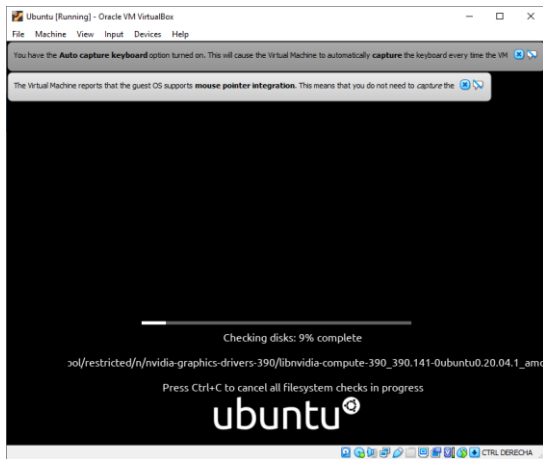 Ubuntu [Running] - Oracle VM VirtualBox
File Machine View Input Devices Help
You have the Auto capture keyboard option turned on. This will cause the Virtual Machine to automatically capture the keyboard every time the VM
The Virtual Machine reports that the guest OS supports mouse pointer integration. This means that you do not need to capture the
Checking disks: 9% complete
ool/restricted/n/nvidia-graphics-drivers-390/libnvidia-compute-390_390.141-0ubuntu0.20.04.1_amd
Press Ctrl+C to cancel all filesystem checks in progress
ubuntu
CTRL DERECHA